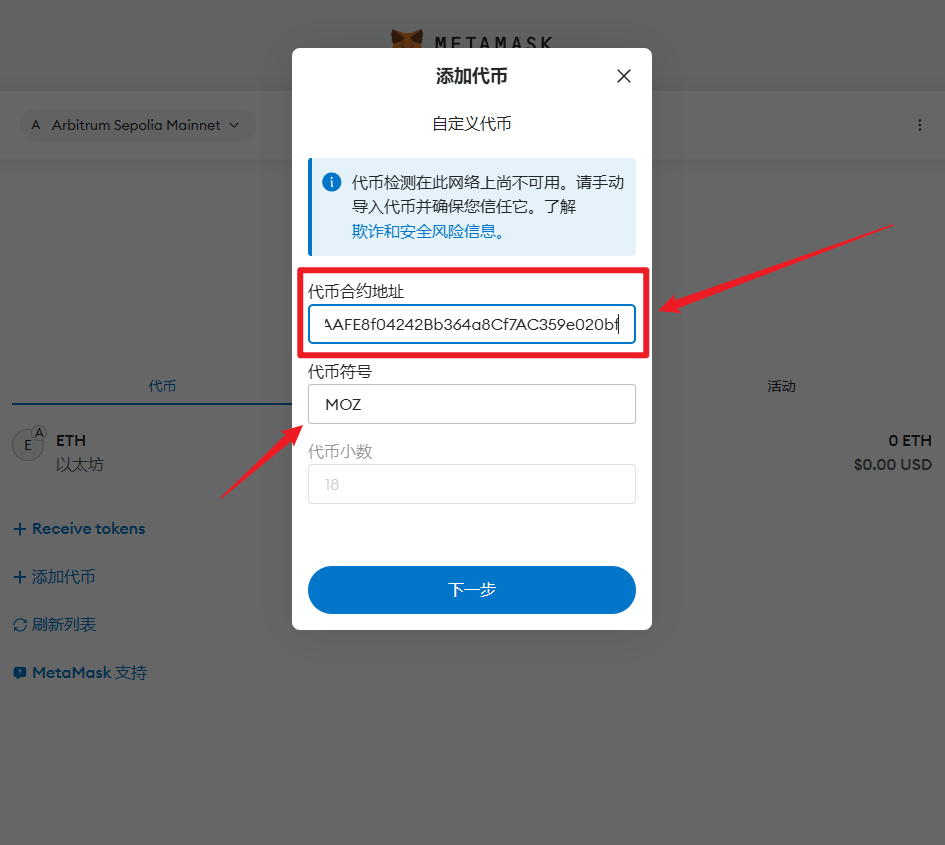 METAMASK
添加代币
A Arbitrum Sepolia Mainnet
自定义代币
代币检测在此网络上尚不可用。请手动
导入代币并确保您信任它。了解
欺诈和安全风险信息。
代币合约地址
AAFE8f04242Bb364a8Cf7AC359e020bf
代币符号
MOZ
代币小数
18
下一步
代币
活动
A
E
ETH
以太坊
0 ETH
$0.00 USD
Receive tokens
添加代币
刷新列表
MetaMask 支持